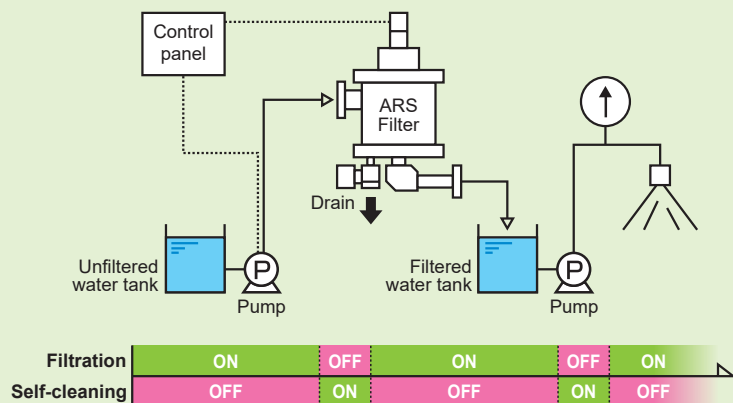 Control
panel
ARS
Filter
Drain
Unfiltered
water tank
P
Pump
Filtered
water tank
P
Pump
Filtration ON OFF ON OFF ON
Self-cleaning OFF ON OFF ON OFF